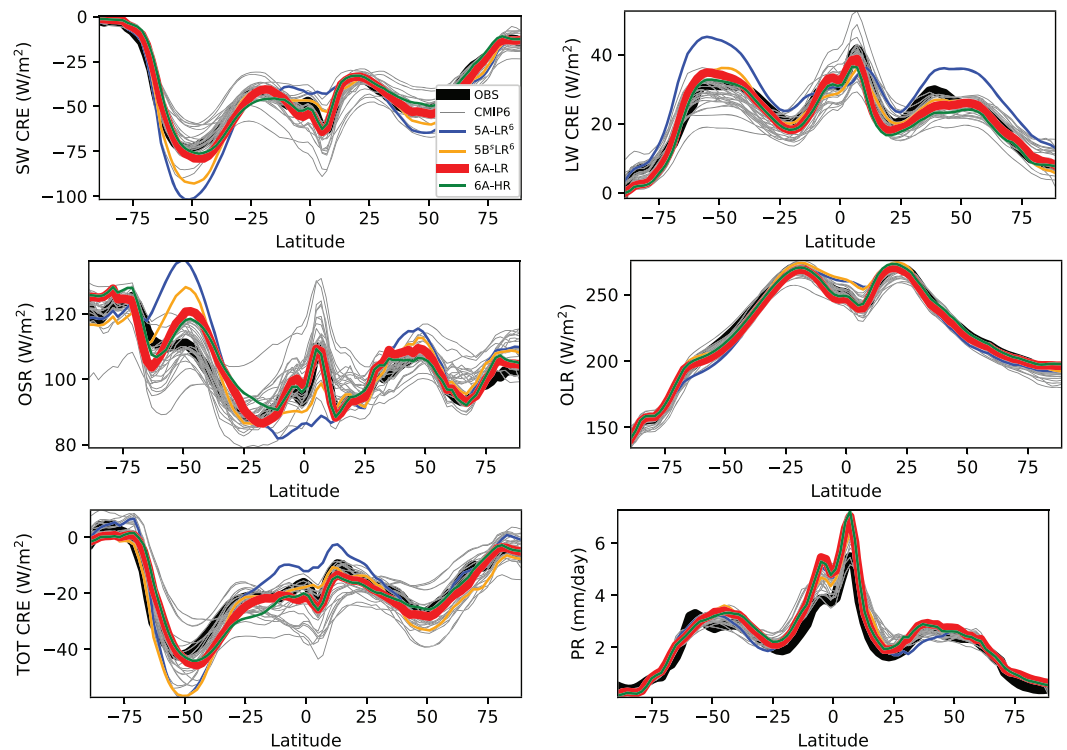 SW CRE (W/m²)
0
−25
−50
−75
−100
−75 −50 −25 0 25 50 75
Latitude
OBS
CMIP6
5A-LR⁶
5BˢLR⁶
6A-LR
6A-HR
LW CRE (W/m²)
40
20
0
−75 −50 −25 0 25 50 75
Latitude
OSR (W/m²)
120
100
80
−75 −50 −25 0 25 50 75
Latitude
OLR (W/m²)
250
200
150
−75 −50 −25 0 25 50 75
Latitude
TOT CRE (W/m²)
0
−20
−40
−75 −50 −25 0 25 50 75
Latitude
PR (mm/day)
6
4
2
−75 −50 −25 0 25 50 75
Latitude